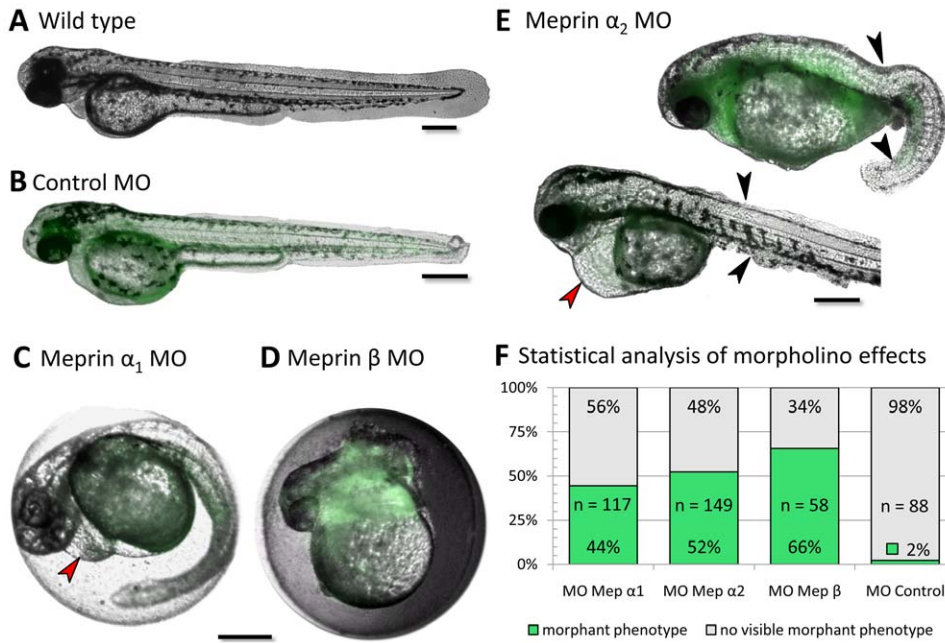 A Wild type
B Control MO
C Meprin α₁ MO
D Meprin β MO
E Meprin α₂ MO
F Statistical analysis of morpholino effects
100%
75%
50%
25%
0%
56% 48% 34% 98%
n = 117 n = 149 n = 58 n = 88
44% 52% 66% 2%
MO Mep α1 MO Mep α2 MO Mep β MO Control
morphant phenotype no visible morphant phenotype